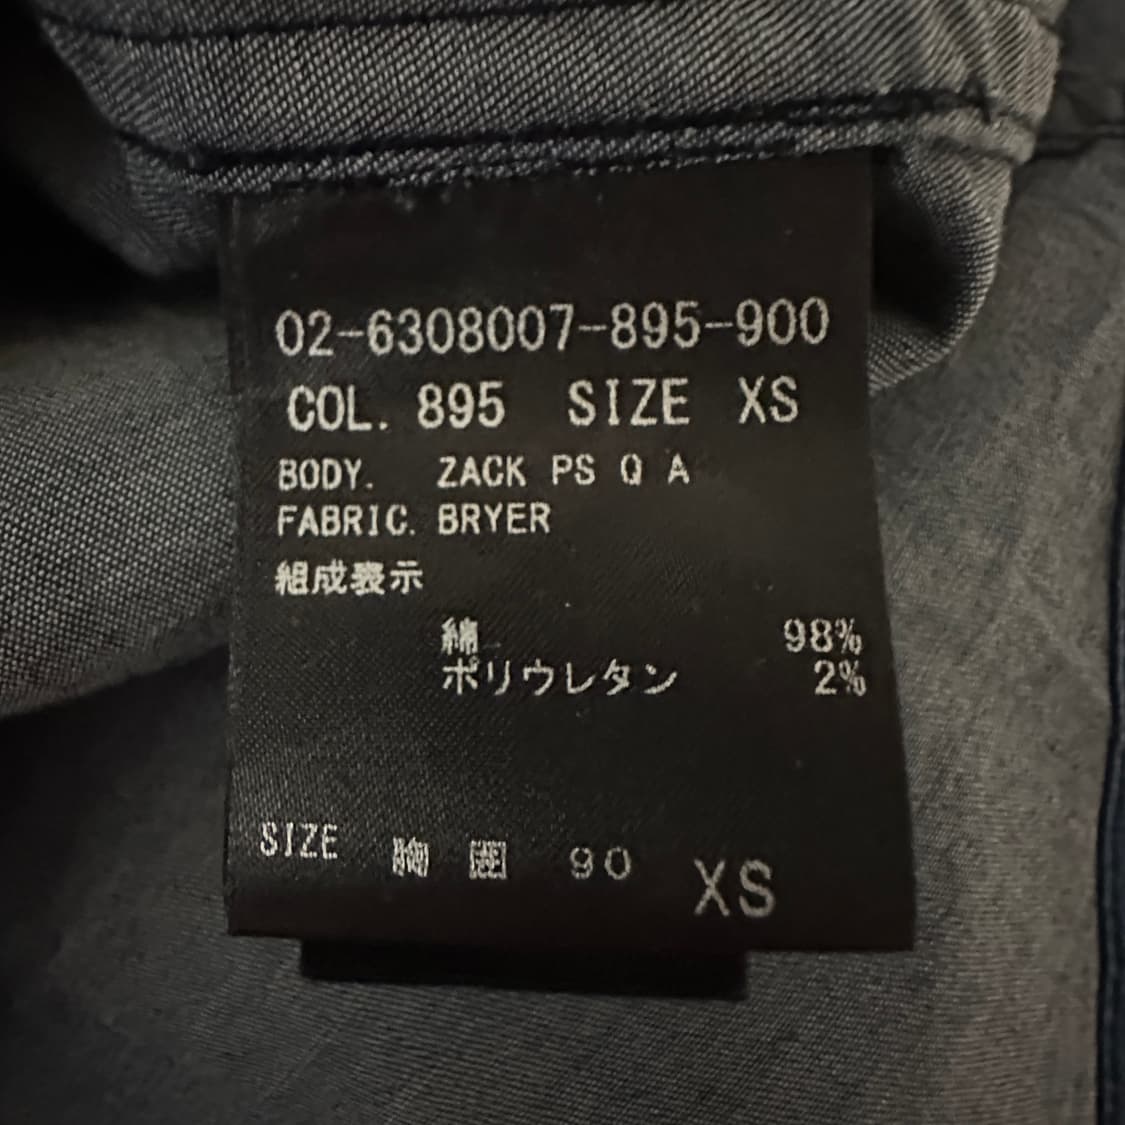 02-6308007-895-900
COL. 895 SIZE XS
BODY. ZACK PS Q A
FABRIC. BRYER
組成表示
綿 98%
ポリウレタン 2%
SIZE 胸囲 90 XS